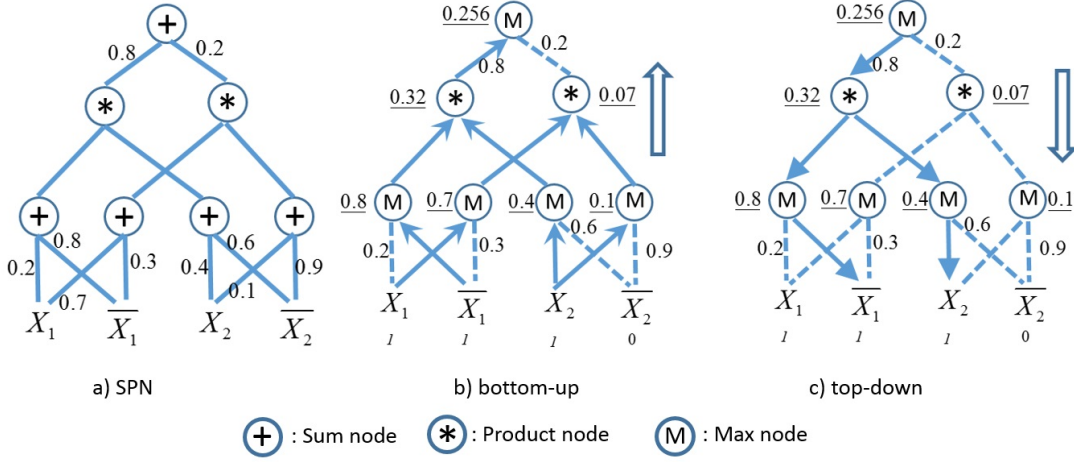 +
0.8 0.2
* *
+ + + +
0.2 0.8 0.3 0.6 0.9
0.7 0.4 0.1
X₁ X̄₁ X₂ X̄₂
a) SPN
0.256 M
0.8 0.2
0.32 * * 0.07
0.8 M 0.7 M 0.4 M 0.1 M
0.2 0.3 0.6 0.9
X₁ X̄₁ X₂ X̄₂
1 1 1 0
b) bottom-up
0.256 M
0.8 0.2
0.32 * * 0.07
0.8 M 0.7 M 0.4 M M 0.1
0.2 0.3 0.6 0.9
X₁ X̄₁ X₂ X̄₂
1 1 1 0
c) top-down
+ : Sum node * : Product node M : Max node